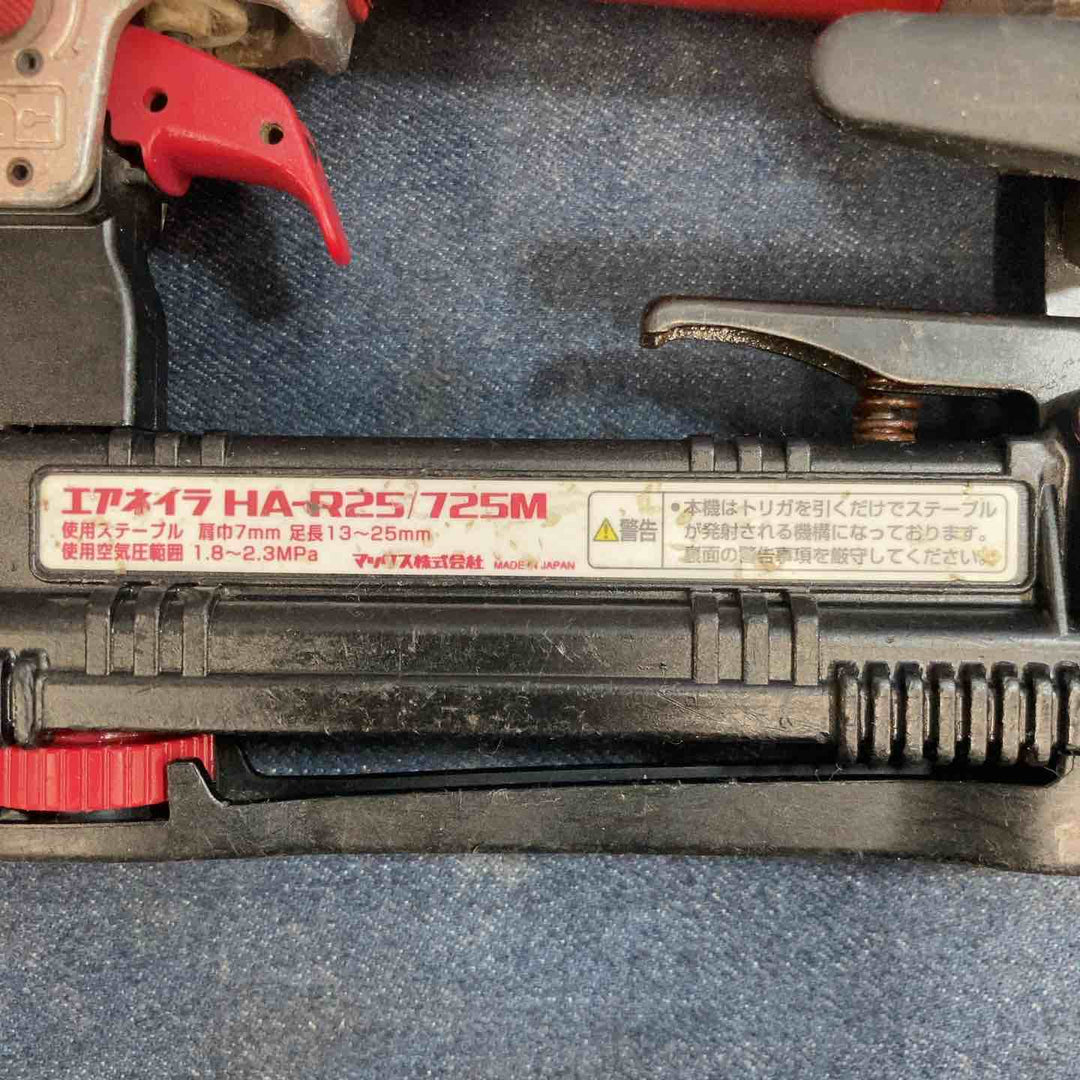 エアネイラ HA-R25/725M
使用ステープル 肩巾7mm 足長13～25mm
使用空気圧範囲 1.8～2.3MPa
マックス株式会社 MADE IN JAPAN
警告
•本機はトリガを引くだけでステープル
が発射される機構になっております。
裏面の警告事項を厳守してください。